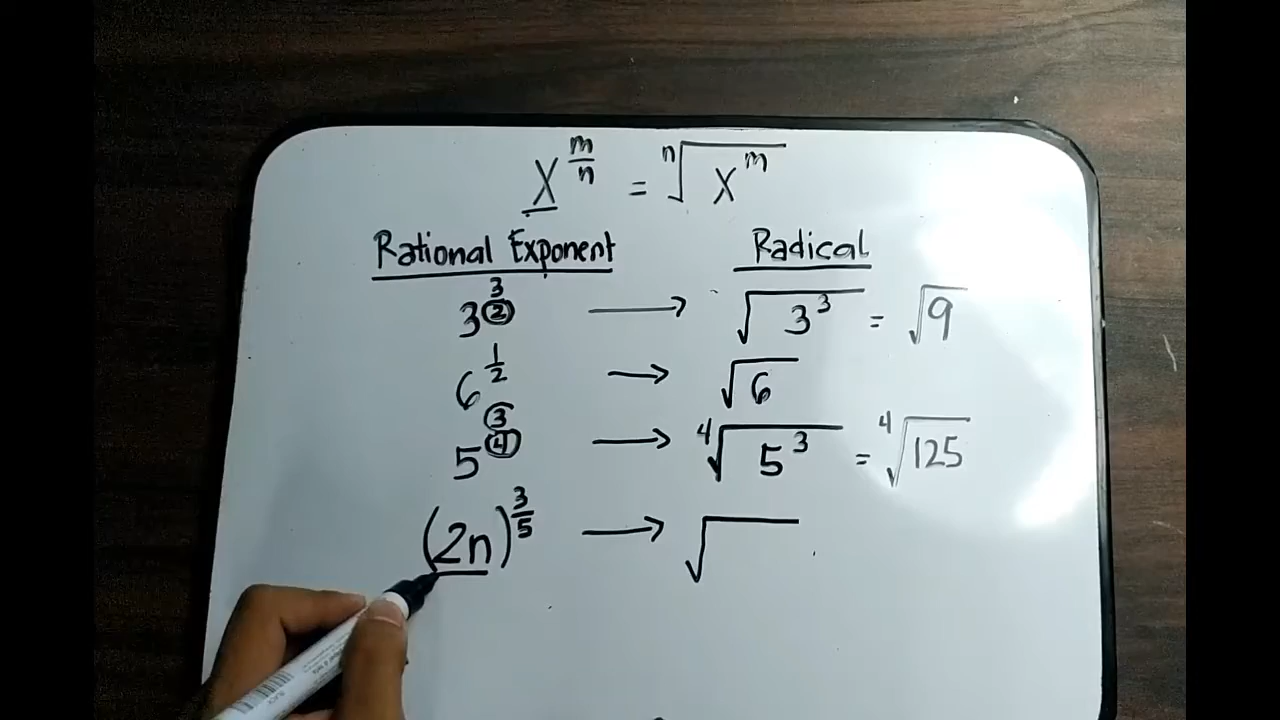 x^(m/n) = ⁿ√(x^m)
Rational Exponent Radical
3^(3/2) → √(3³) = √9
6^(1/2) → √6
5^(3/4) → ⁴√(5³) = ⁴√125
(2n)^(3/5) → √